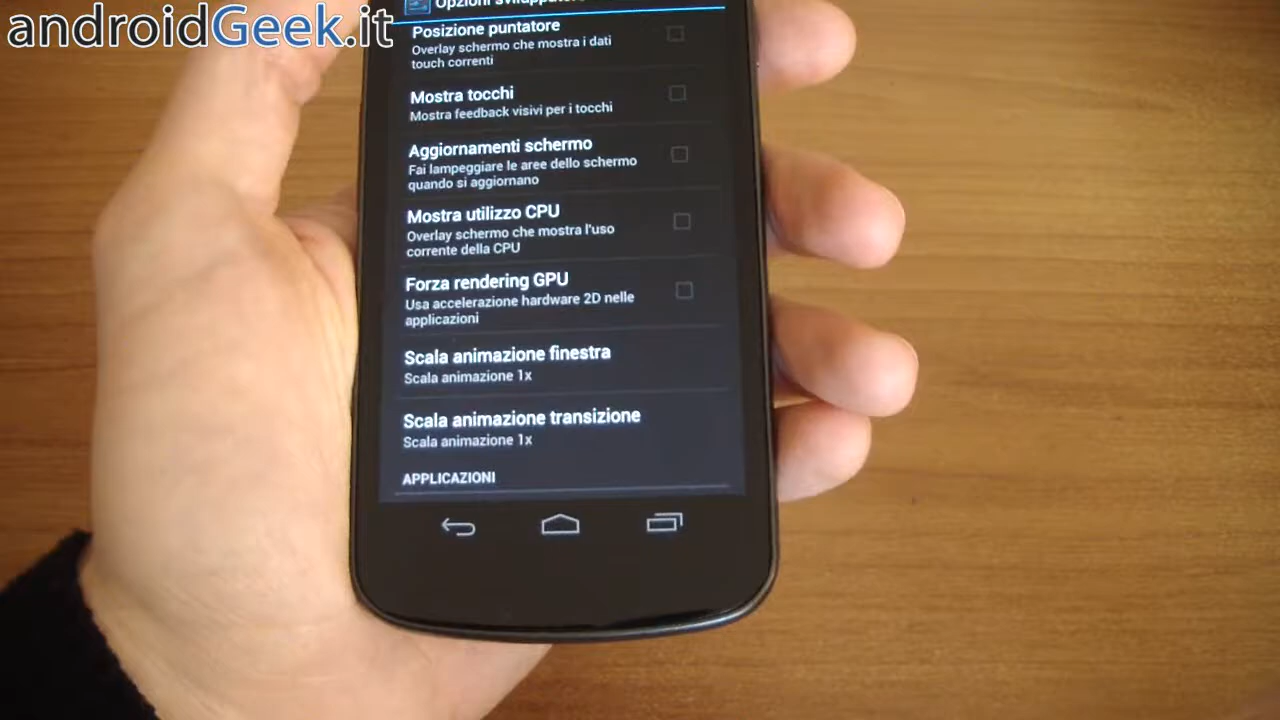 androidGeek.it
Opzioni sviluppatore
Posizione puntatore
Overlay schermo che mostra i dati
touch correnti
Mostra tocchi
Mostra feedback visivi per i tocchi
Aggiornamenti schermo
Fai lampeggiare le aree dello schermo
quando si aggiornano
Mostra utilizzo CPU
Overlay schermo che mostra l'uso
corrente della CPU
Forza rendering GPU
Usa accelerazione hardware 2D nelle
applicazioni
Scala animazione finestra
Scala animazione 1x
Scala animazione transizione
Scala animazione 1x
APPLICAZIONI